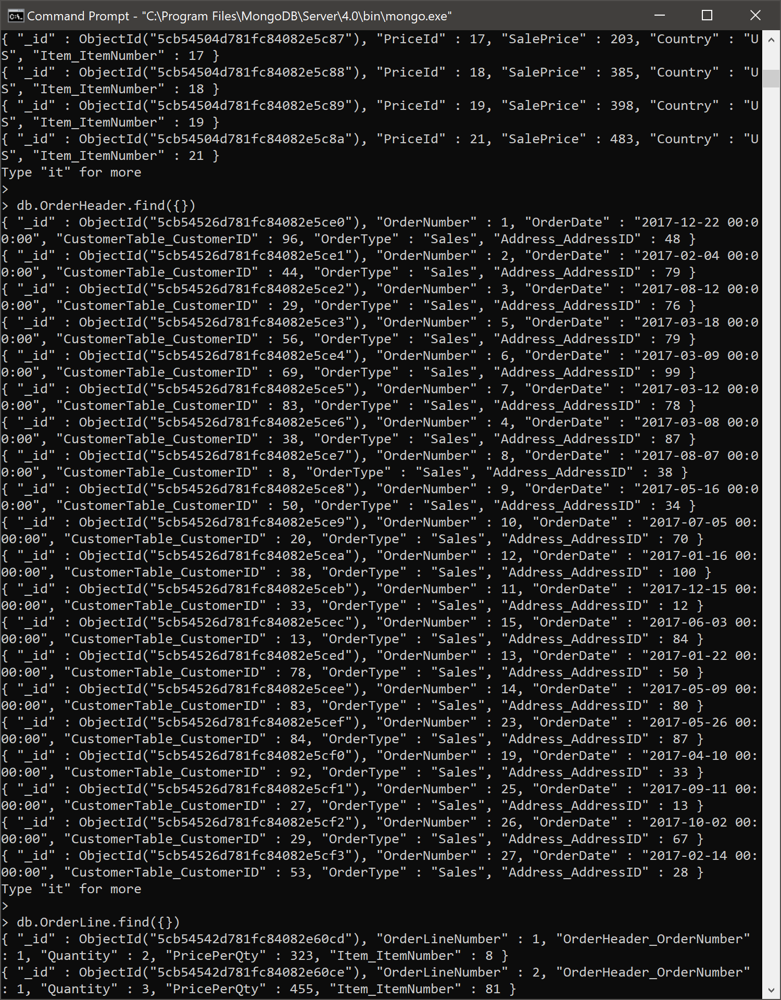 Command Prompt - "C:\Program Files\MongoDB\Server\4.0\bin\mongo.exe"
{ "_id" : ObjectId("5cb54504d781fc84082e5c87"), "PriceId" : 17, "SalePrice" : 203, "Country" : "U
S", "Item_ItemNumber" : 17 }
{ "_id" : ObjectId("5cb54504d781fc84082e5c88"), "PriceId" : 18, "SalePrice" : 385, "Country" : "U
S", "Item_ItemNumber" : 18 }
{ "_id" : ObjectId("5cb54504d781fc84082e5c89"), "PriceId" : 19, "SalePrice" : 398, "Country" : "U
S", "Item_ItemNumber" : 19 }
{ "_id" : ObjectId("5cb54504d781fc84082e5c8a"), "PriceId" : 21, "SalePrice" : 483, "Country" : "U
S", "Item_ItemNumber" : 21 }
Type "it" for more
>
> db.OrderHeader.find({})
{ "_id" : ObjectId("5cb54526d781fc84082e5ce0"), "OrderNumber" : 1, "OrderDate" : "2017-12-22 00:0
0:00", "CustomerTable_CustomerID" : 96, "OrderType" : "Sales", "Address_AddressID" : 48 }
{ "_id" : ObjectId("5cb54526d781fc84082e5ce1"), "OrderNumber" : 2, "OrderDate" : "2017-02-04 00:0
0:00", "CustomerTable_CustomerID" : 44, "OrderType" : "Sales", "Address_AddressID" : 79 }
{ "_id" : ObjectId("5cb54526d781fc84082e5ce2"), "OrderNumber" : 3, "OrderDate" : "2017-08-12 00:0
0:00", "CustomerTable_CustomerID" : 29, "OrderType" : "Sales", "Address_AddressID" : 76 }
{ "_id" : ObjectId("5cb54526d781fc84082e5ce3"), "OrderNumber" : 5, "OrderDate" : "2017-03-18 00:0
0:00", "CustomerTable_CustomerID" : 56, "OrderType" : "Sales", "Address_AddressID" : 79 }
{ "_id" : ObjectId("5cb54526d781fc84082e5ce4"), "OrderNumber" : 6, "OrderDate" : "2017-03-09 00:0
0:00", "CustomerTable_CustomerID" : 69, "OrderType" : "Sales", "Address_AddressID" : 99 }
{ "_id" : ObjectId("5cb54526d781fc84082e5ce5"), "OrderNumber" : 7, "OrderDate" : "2017-03-12 00:0
0:00", "CustomerTable_CustomerID" : 83, "OrderType" : "Sales", "Address_AddressID" : 78 }
{ "_id" : ObjectId("5cb54526d781fc84082e5ce6"), "OrderNumber" : 4, "OrderDate" : "2017-03-08 00:0
0:00", "CustomerTable_CustomerID" : 38, "OrderType" : "Sales", "Address_AddressID" : 87 }
{ "_id" : ObjectId("5cb54526d781fc84082e5ce7"), "OrderNumber" : 8, "OrderDate" : "2017-08-07 00:0
0:00", "CustomerTable_CustomerID" : 8, "OrderType" : "Sales", "Address_AddressID" : 38 }
{ "_id" : ObjectId("5cb54526d781fc84082e5ce8"), "OrderNumber" : 9, "OrderDate" : "2017-05-16 00:0
0:00", "CustomerTable_CustomerID" : 50, "OrderType" : "Sales", "Address_AddressID" : 34 }
{ "_id" : ObjectId("5cb54526d781fc84082e5ce9"), "OrderNumber" : 10, "OrderDate" : "2017-07-05 00:
00:00", "CustomerTable_CustomerID" : 20, "OrderType" : "Sales", "Address_AddressID" : 70 }
{ "_id" : ObjectId("5cb54526d781fc84082e5cea"), "OrderNumber" : 12, "OrderDate" : "2017-01-16 00:
00:00", "CustomerTable_CustomerID" : 38, "OrderType" : "Sales", "Address_AddressID" : 100 }
{ "_id" : ObjectId("5cb54526d781fc84082e5ceb"), "OrderNumber" : 11, "OrderDate" : "2017-12-15 00:
00:00", "CustomerTable_CustomerID" : 33, "OrderType" : "Sales", "Address_AddressID" : 12 }
{ "_id" : ObjectId("5cb54526d781fc84082e5cec"), "OrderNumber" : 15, "OrderDate" : "2017-06-03 00:
00:00", "CustomerTable_CustomerID" : 13, "OrderType" : "Sales", "Address_AddressID" : 84 }
{ "_id" : ObjectId("5cb54526d781fc84082e5ced"), "OrderNumber" : 13, "OrderDate" : "2017-01-22 00:
00:00", "CustomerTable_CustomerID" : 78, "OrderType" : "Sales", "Address_AddressID" : 50 }
{ "_id" : ObjectId("5cb54526d781fc84082e5cee"), "OrderNumber" : 14, "OrderDate" : "2017-05-09 00:
00:00", "CustomerTable_CustomerID" : 83, "OrderType" : "Sales", "Address_AddressID" : 80 }
{ "_id" : ObjectId("5cb54526d781fc84082e5cef"), "OrderNumber" : 23, "OrderDate" : "2017-05-26 00:
00:00", "CustomerTable_CustomerID" : 84, "OrderType" : "Sales", "Address_AddressID" : 87 }
{ "_id" : ObjectId("5cb54526d781fc84082e5cf0"), "OrderNumber" : 19, "OrderDate" : "2017-04-10 00:
00:00", "CustomerTable_CustomerID" : 92, "OrderType" : "Sales", "Address_AddressID" : 33 }
{ "_id" : ObjectId("5cb54526d781fc84082e5cf1"), "OrderNumber" : 25, "OrderDate" : "2017-09-11 00:
00:00", "CustomerTable_CustomerID" : 27, "OrderType" : "Sales", "Address_AddressID" : 13 }
{ "_id" : ObjectId("5cb54526d781fc84082e5cf2"), "OrderNumber" : 26, "OrderDate" : "2017-10-02 00:
00:00", "CustomerTable_CustomerID" : 29, "OrderType" : "Sales", "Address_AddressID" : 67 }
{ "_id" : ObjectId("5cb54526d781fc84082e5cf3"), "OrderNumber" : 27, "OrderDate" : "2017-02-14 00:
00:00", "CustomerTable_CustomerID" : 53, "OrderType" : "Sales", "Address_AddressID" : 28 }
Type "it" for more
>
> db.OrderLine.find({})
{ "_id" : ObjectId("5cb54542d781fc84082e60cd"), "OrderLineNumber" : 1, "OrderHeader_OrderNumber"
: 1, "Quantity" : 2, "PricePerQty" : 323, "Item_ItemNumber" : 8 }
{ "_id" : ObjectId("5cb54542d781fc84082e60ce"), "OrderLineNumber" : 2, "OrderHeader_OrderNumber"
: 1, "Quantity" : 3, "PricePerQty" : 455, "Item_ItemNumber" : 81 }